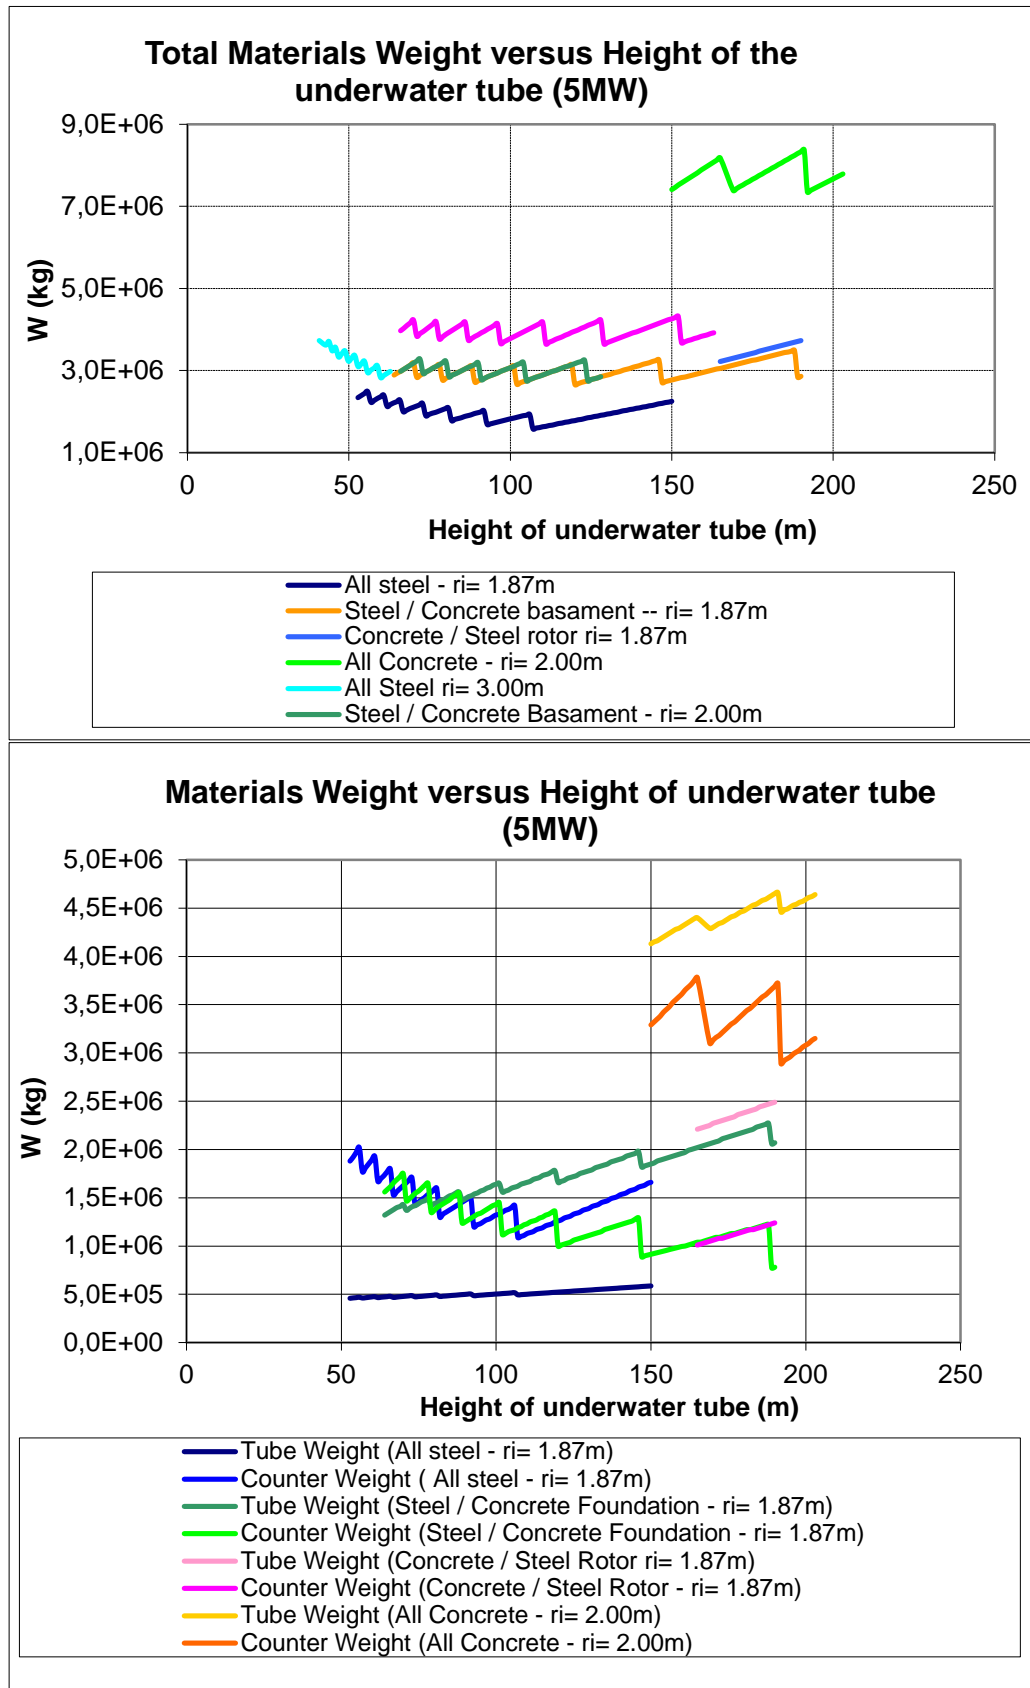 Total Materials Weight versus Height of the
underwater tube (5MW)
9,0E+06
7,0E+06
5,0E+06
3,0E+06
1,0E+06
W (kg)
0 50 100 150 200 250
Height of underwater tube (m)
All steel - ri= 1.87m
Steel / Concrete basament -- ri= 1.87m
Concrete / Steel rotor ri= 1.87m
All Concrete - ri= 2.00m
All Steel ri= 3.00m
Steel / Concrete Basament - ri= 2.00m
Materials Weight versus Height of underwater tube
(5MW)
5,0E+06
4,5E+06
4,0E+06
3,5E+06
3,0E+06
2,5E+06
2,0E+06
1,5E+06
1,0E+06
5,0E+05
0,0E+00
W (kg)
0 50 100 150 200 250
Height of underwater tube (m)
Tube Weight (All steel - ri= 1.87m)
Counter Weight ( All steel - ri= 1.87m)
Tube Weight (Steel / Concrete Foundation - ri= 1.87m)
Counter Weight (Steel / Concrete Foundation - ri= 1.87m)
Tube Weight (Concrete / Steel Rotor ri= 1.87m)
Counter Weight (Concrete / Steel Rotor - ri= 1.87m)
Tube Weight (All Concrete - ri= 2.00m)
Counter Weight (All Concrete - ri= 2.00m)